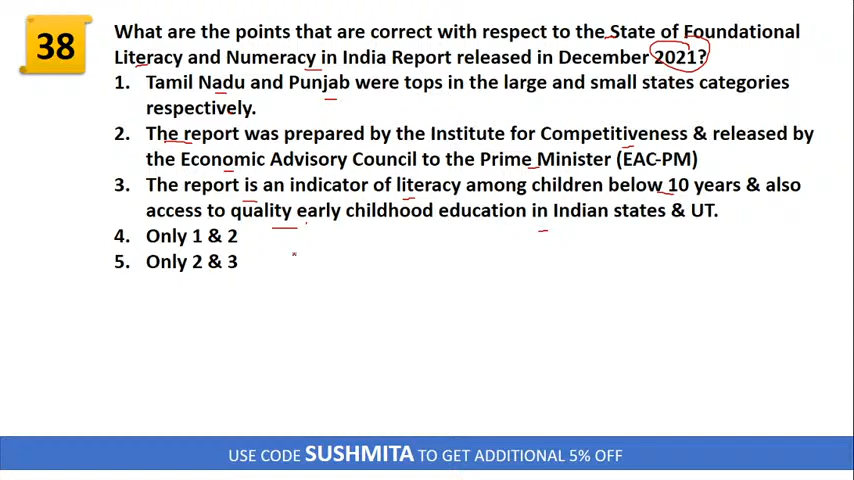 38
What are the points that are correct with respect to the State of Foundational
Literacy and Numeracy in India Report released in December 2021?
1. Tamil Nadu and Punjab were tops in the large and small states categories
respectively.
2. The report was prepared by the Institute for Competitiveness & released by
the Economic Advisory Council to the Prime Minister (EAC-PM)
3. The report is an indicator of literacy among children below 10 years & also
access to quality early childhood education in Indian states & UT.
4. Only 1 & 2
5. Only 2 & 3
USE CODE SUSHMITA TO GET ADDITIONAL 5% OFF